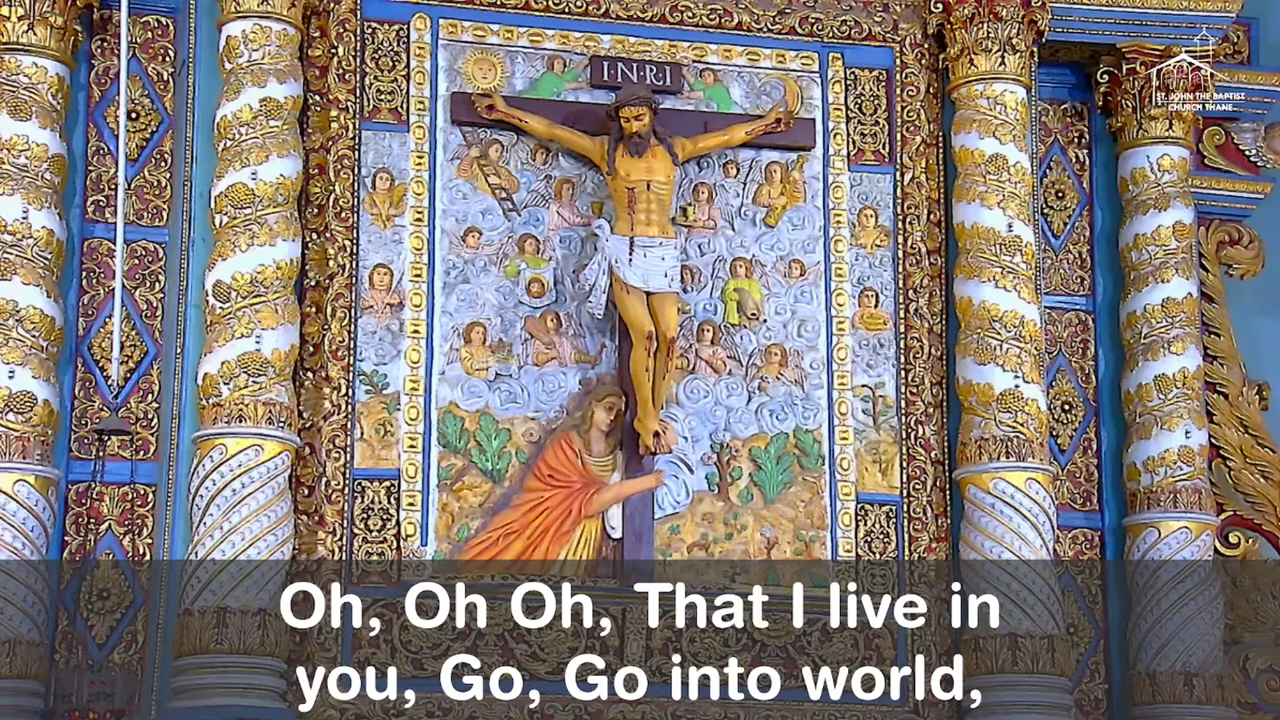 I·N·R·I
ST. JOHN THE BAPTIST
CHURCH THANE
Oh, Oh Oh, That I live in
you, Go, Go into world,